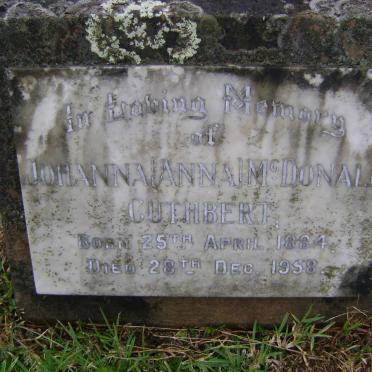 In Loving Memory
of
JOHANNA (ANNA) McDONALD
CUTHBERT,
BORN 25TH APRIL 1884.
DIED 28TH DEC. 1958.